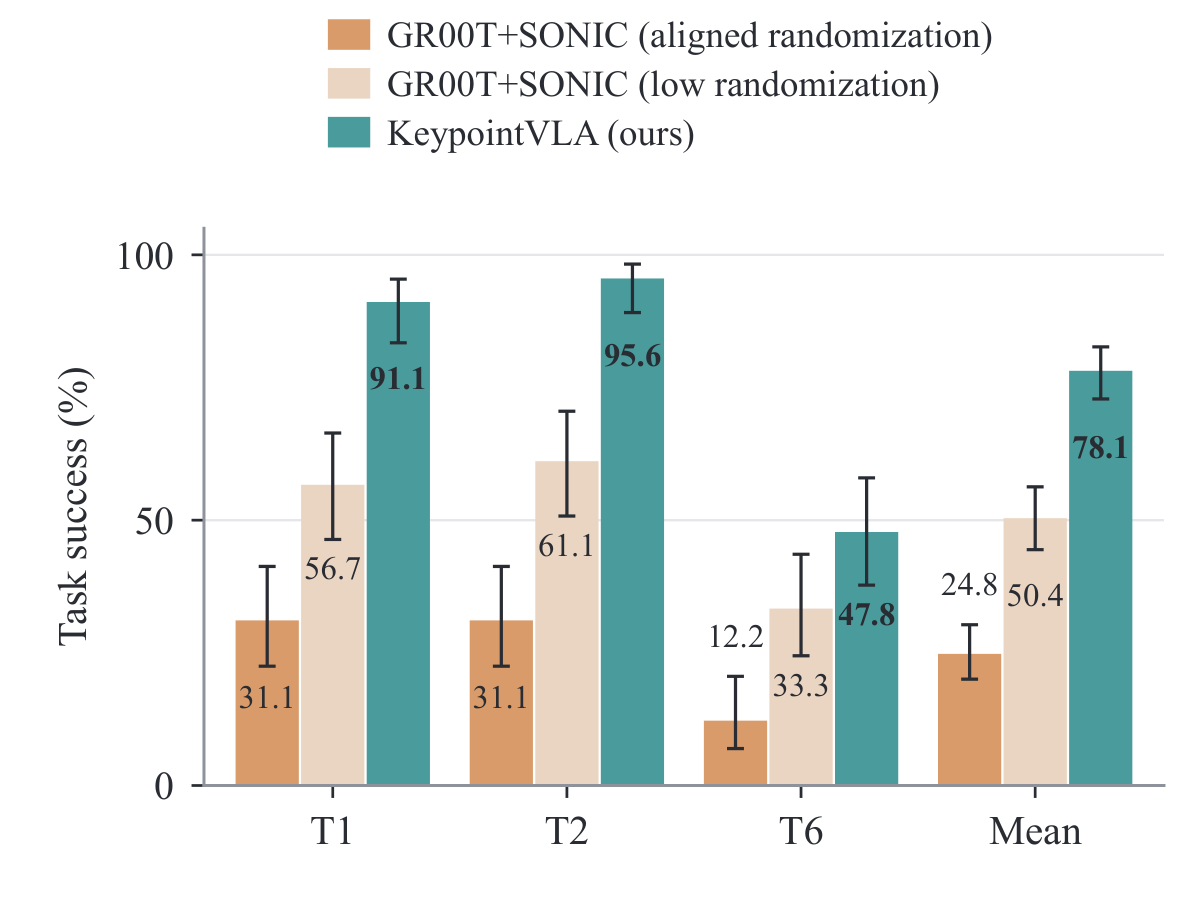 GR00T+SONIC (aligned randomization)
GR00T+SONIC (low randomization)
KeypointVLA (ours)
Task success (%)
100
50
0
31.1
56.7
91.1
31.1
61.1
95.6
12.2
33.3
47.8
24.8
50.4
78.1
T1
T2
T6
Mean